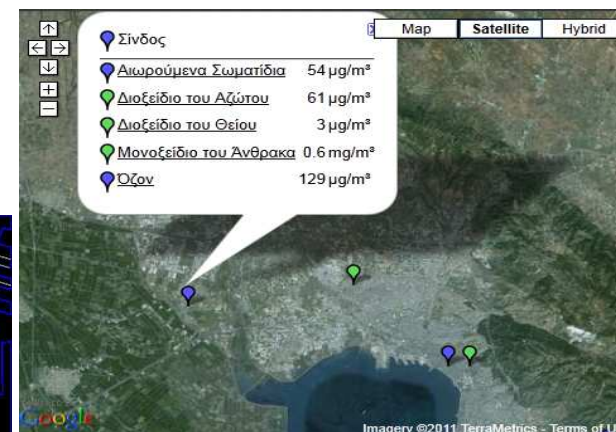 Σίνδος
Αιωρούμενα Σωματίδια 54 µg/m³
Διοξείδιο του Αζώτου 61 µg/m³
Διοξείδιο του Θείου 3 µg/m³
Μονοξείδιο του Άνθρακα 0.6 mg/m³
Όζον 129 µg/m³
Map Satellite Hybrid
Google
Imagery ©2011 TerraMetrics - Terms of U